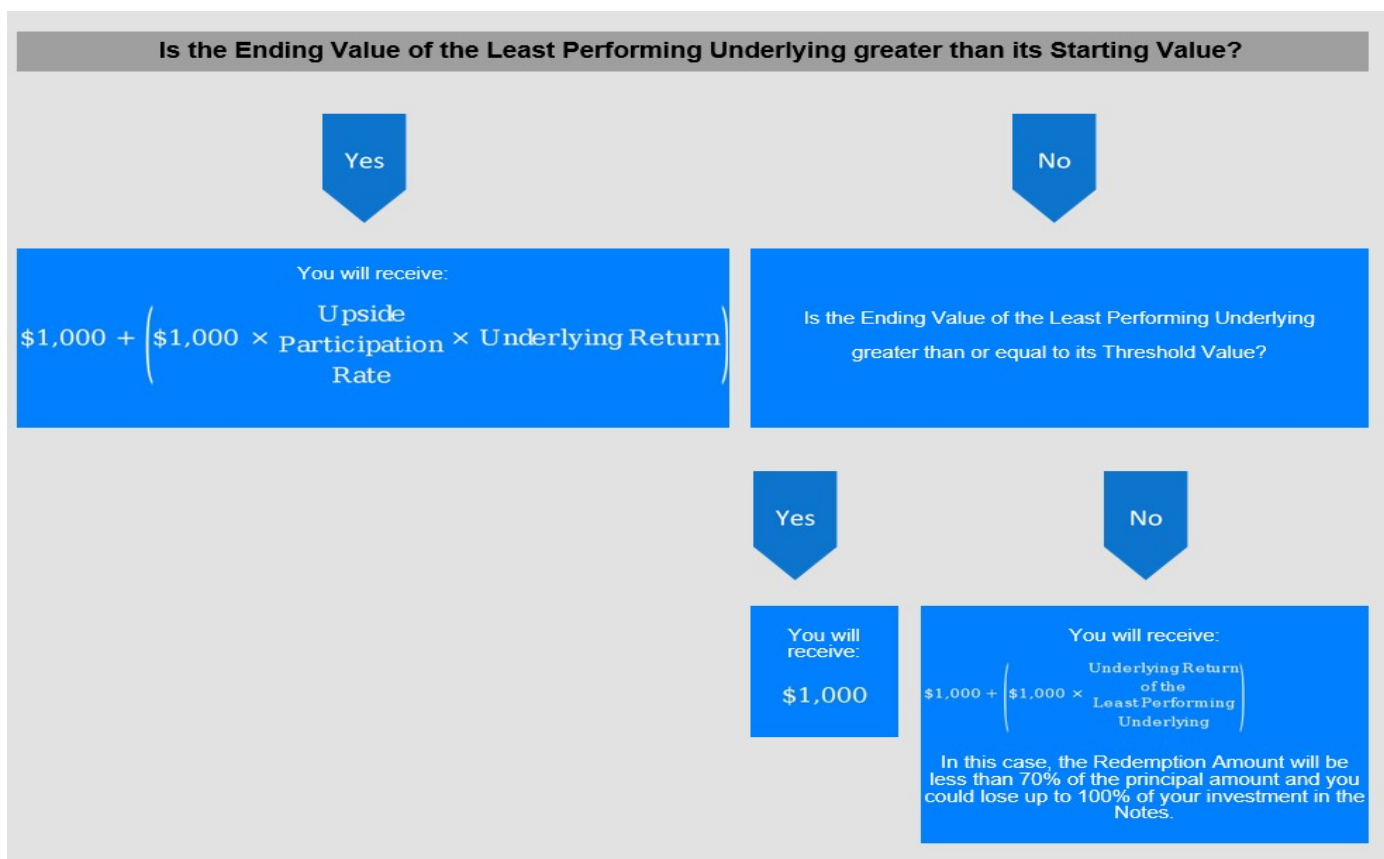 Is the Ending Value of the Least Performing Underlying greater than its Starting Value?
Yes
No
You will receive:
$1,000 + ($1,000 × Upside Participation Rate × Underlying Return)
Is the Ending Value of the Least Performing Underlying
greater than or equal to its Threshold Value?
Yes
No
You will
receive:
$1,000
You will receive:
$1,000 + ($1,000 × Underlying Return of the Least Performing Underlying)
In this case, the Redemption Amount will be
less than 70% of the principal amount and you
could lose up to 100% of your investment in the
Notes.